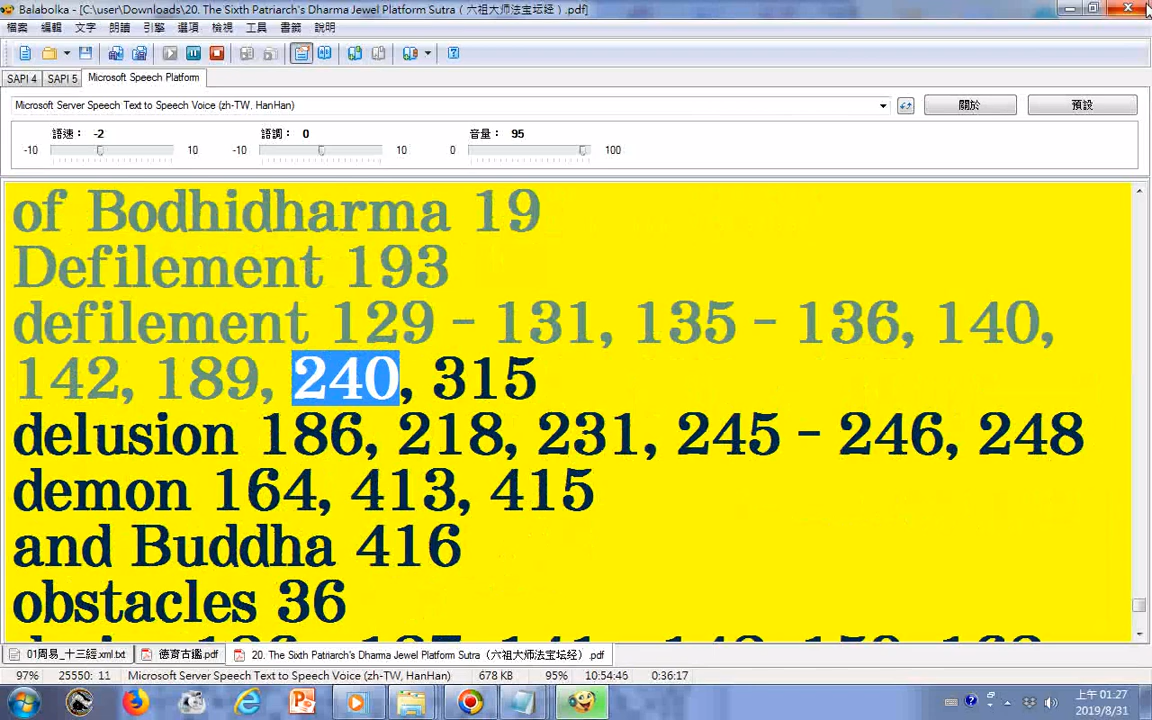 Balabolka - [C:\user\Downloads\20. The Sixth Patriarch's Dharma Jewel Platform Sutra（六祖大师法宝坛经）.pdf]
檔案 編輯 文字 朗讀 引擎 選項 檢視 工具 書籤 說明
SAPI 4 SAPI 5 Microsoft Speech Platform
Microsoft Server Speech Text to Speech Voice (zh-TW, HanHan) 關於 預設
語速： -2 語調： 0 音量： 95
-10 10 -10 10 0 100
of Bodhidharma 19
Defilement 193
defilement 129 - 131, 135 - 136, 140,
142, 189, 240, 315
delusion 186, 218, 231, 245 - 246, 248
demon 164, 413, 415
and Buddha 416
obstacles 36
01周易_十三經.xml.txt 德育古鑑.pdf 20. The Sixth Patriarch's Dharma Jewel Platform Sutra（六祖大师法宝坛经）.pdf
97% 25550: 11 Microsoft Server Speech Text to Speech Voice (zh-TW, HanHan) 678 KB 95% 10:54:46 0:36:17
上午 01:27
2019/8/31